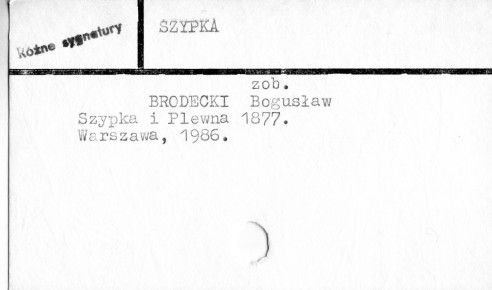 Różne sygnatury
SZYPKA
zob.
BRODECKI Bogusław
Szypka i Plewna 1877.
Warszawa, 1986.